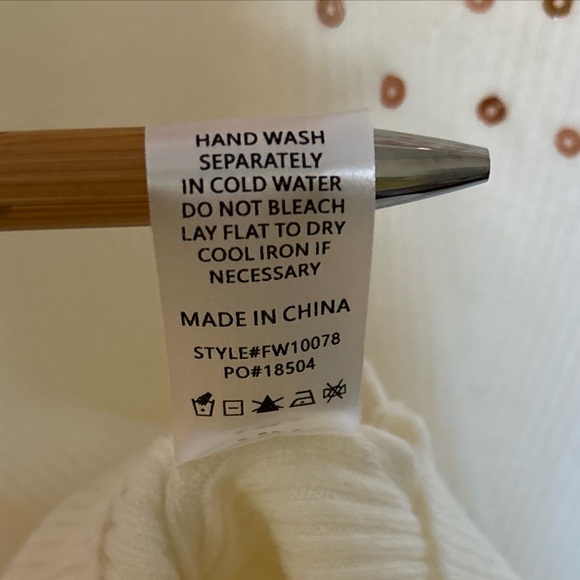 HAND WASH
SEPARATELY
IN COLD WATER
DO NOT BLEACH
LAY FLAT TO DRY
COOL IRON IF
NECESSARY
MADE IN CHINA
STYLE#FW10078
PO#18504